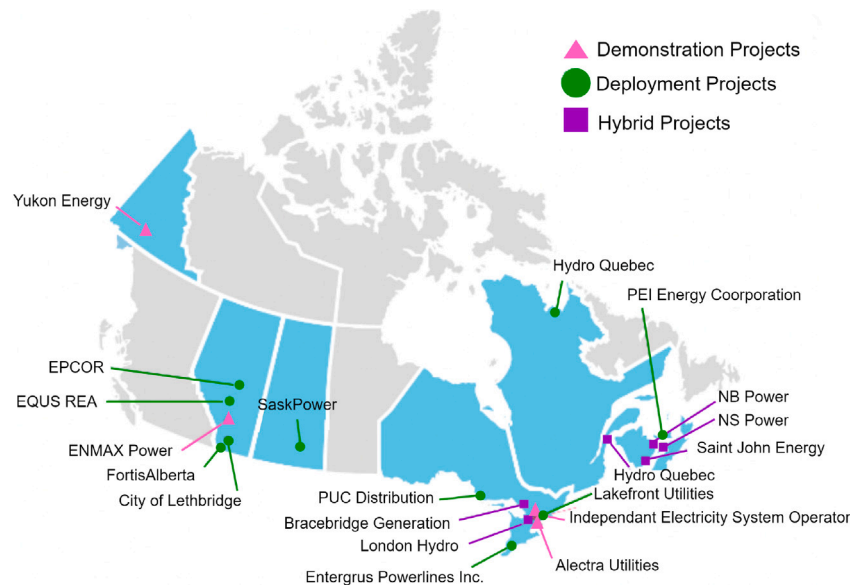 Demonstration Projects
Deployment Projects
Hybrid Projects
Yukon Energy
Hydro Quebec
PEI Energy Coorporation
EPCOR
NB Power
EQUS REA
SaskPower
NS Power
ENMAX Power
Saint John Energy
FortisAlberta
Hydro Quebec
City of Lethbridge
PUC Distribution
Lakefront Utilities
Bracebridge Generation
Independant Electricity System Operator
London Hydro
Alectra Utilities
Entergrus Powerlines Inc.